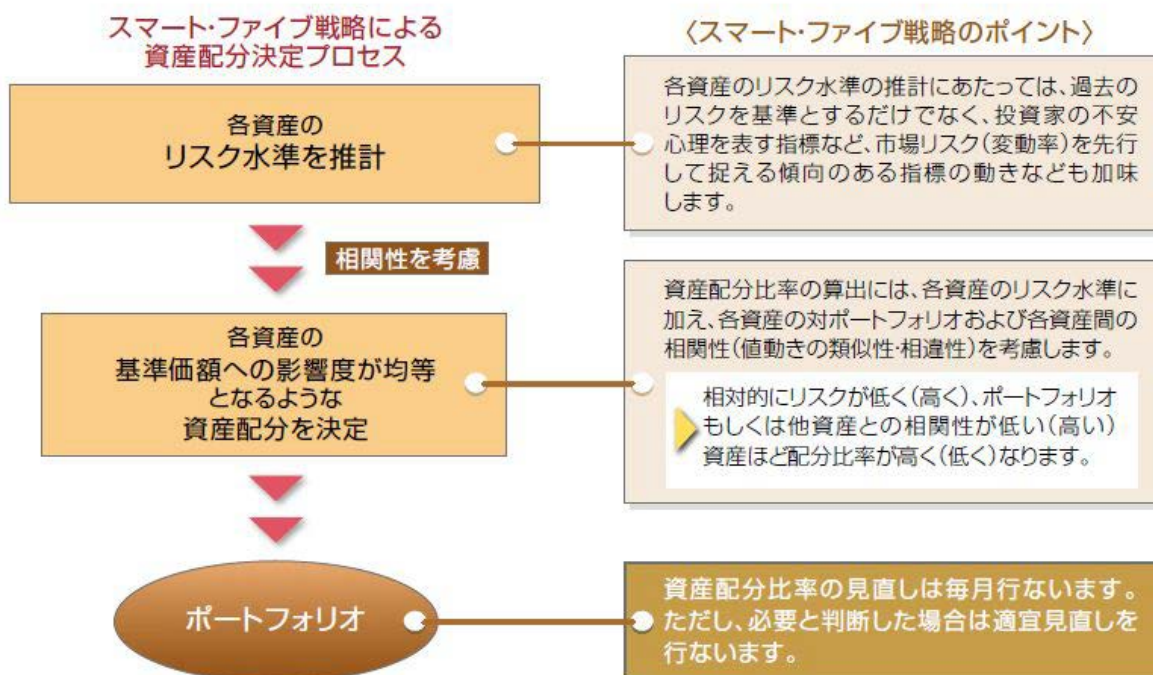 スマート・ファイブ戦略による
資産配分決定プロセス
〈スマート・ファイブ戦略のポイント〉
各資産の
リスク水準を推計
各資産のリスク水準の推計にあたっては、過去の
リスクを基準とするだけでなく、投資家の不安
心理を表す指標など、市場リスク（変動率）を先行
して捉える傾向のある指標の動きなども加味
します。
相関性を考慮
各資産の
基準価額への影響度が均等
となるような
資産配分を決定
資産配分比率の算出には、各資産のリスク水準に
加え、各資産の対ポートフォリオおよび各資産間の
相関性（値動きの類似性・相違性）を考慮します。
相対的にリスクが低く（高く）、ポートフォリオ
もしくは他資産との相関性が低い（高い）
資産ほど配分比率が高く（低く）なります。
ポートフォリオ
資産配分比率の見直しは毎月行ないます。
ただし、必要と判断した場合は適宜見直しを
行ないます。